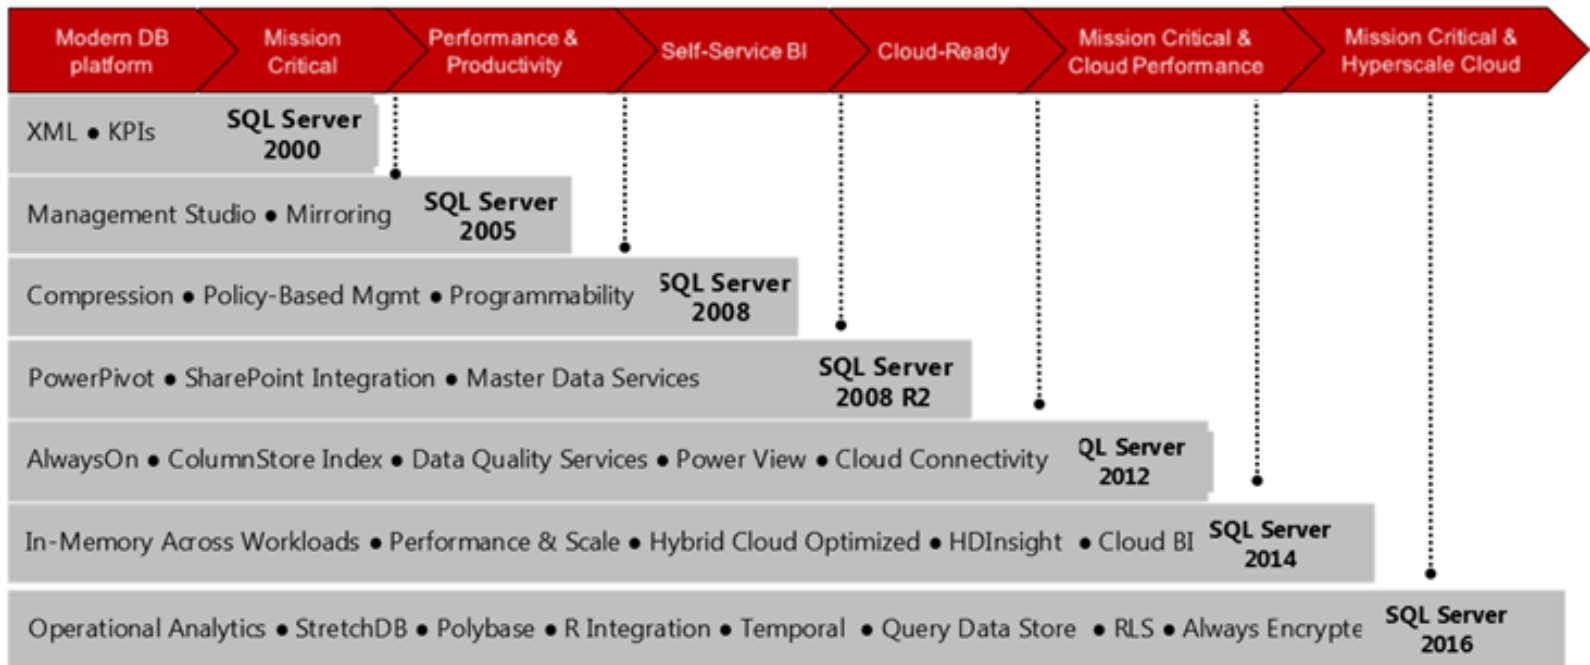 Modern DB
platform
Mission
Critical
Performance &
Productivity
Self-Service BI
Cloud-Ready
Mission Critical &
Cloud Performance
Mission Critical &
Hyperscale Cloud
XML ● KPIs
SQL Server
2000
Management Studio ● Mirroring
SQL Server
2005
Compression ● Policy-Based Mgmt ● Programmability
SQL Server
2008
PowerPivot ● SharePoint Integration ● Master Data Services
SQL Server
2008 R2
AlwaysOn ● ColumnStore Index ● Data Quality Services ● Power View ● Cloud Connectivity
QL Server
2012
In-Memory Across Workloads ● Performance & Scale ● Hybrid Cloud Optimized ● HDInsight ● Cloud BI
SQL Server
2014
Operational Analytics ● StretchDB ● Polybase ● R Integration ● Temporal ● Query Data Store ● RLS ● Always Encrypte
SQL Server
2016